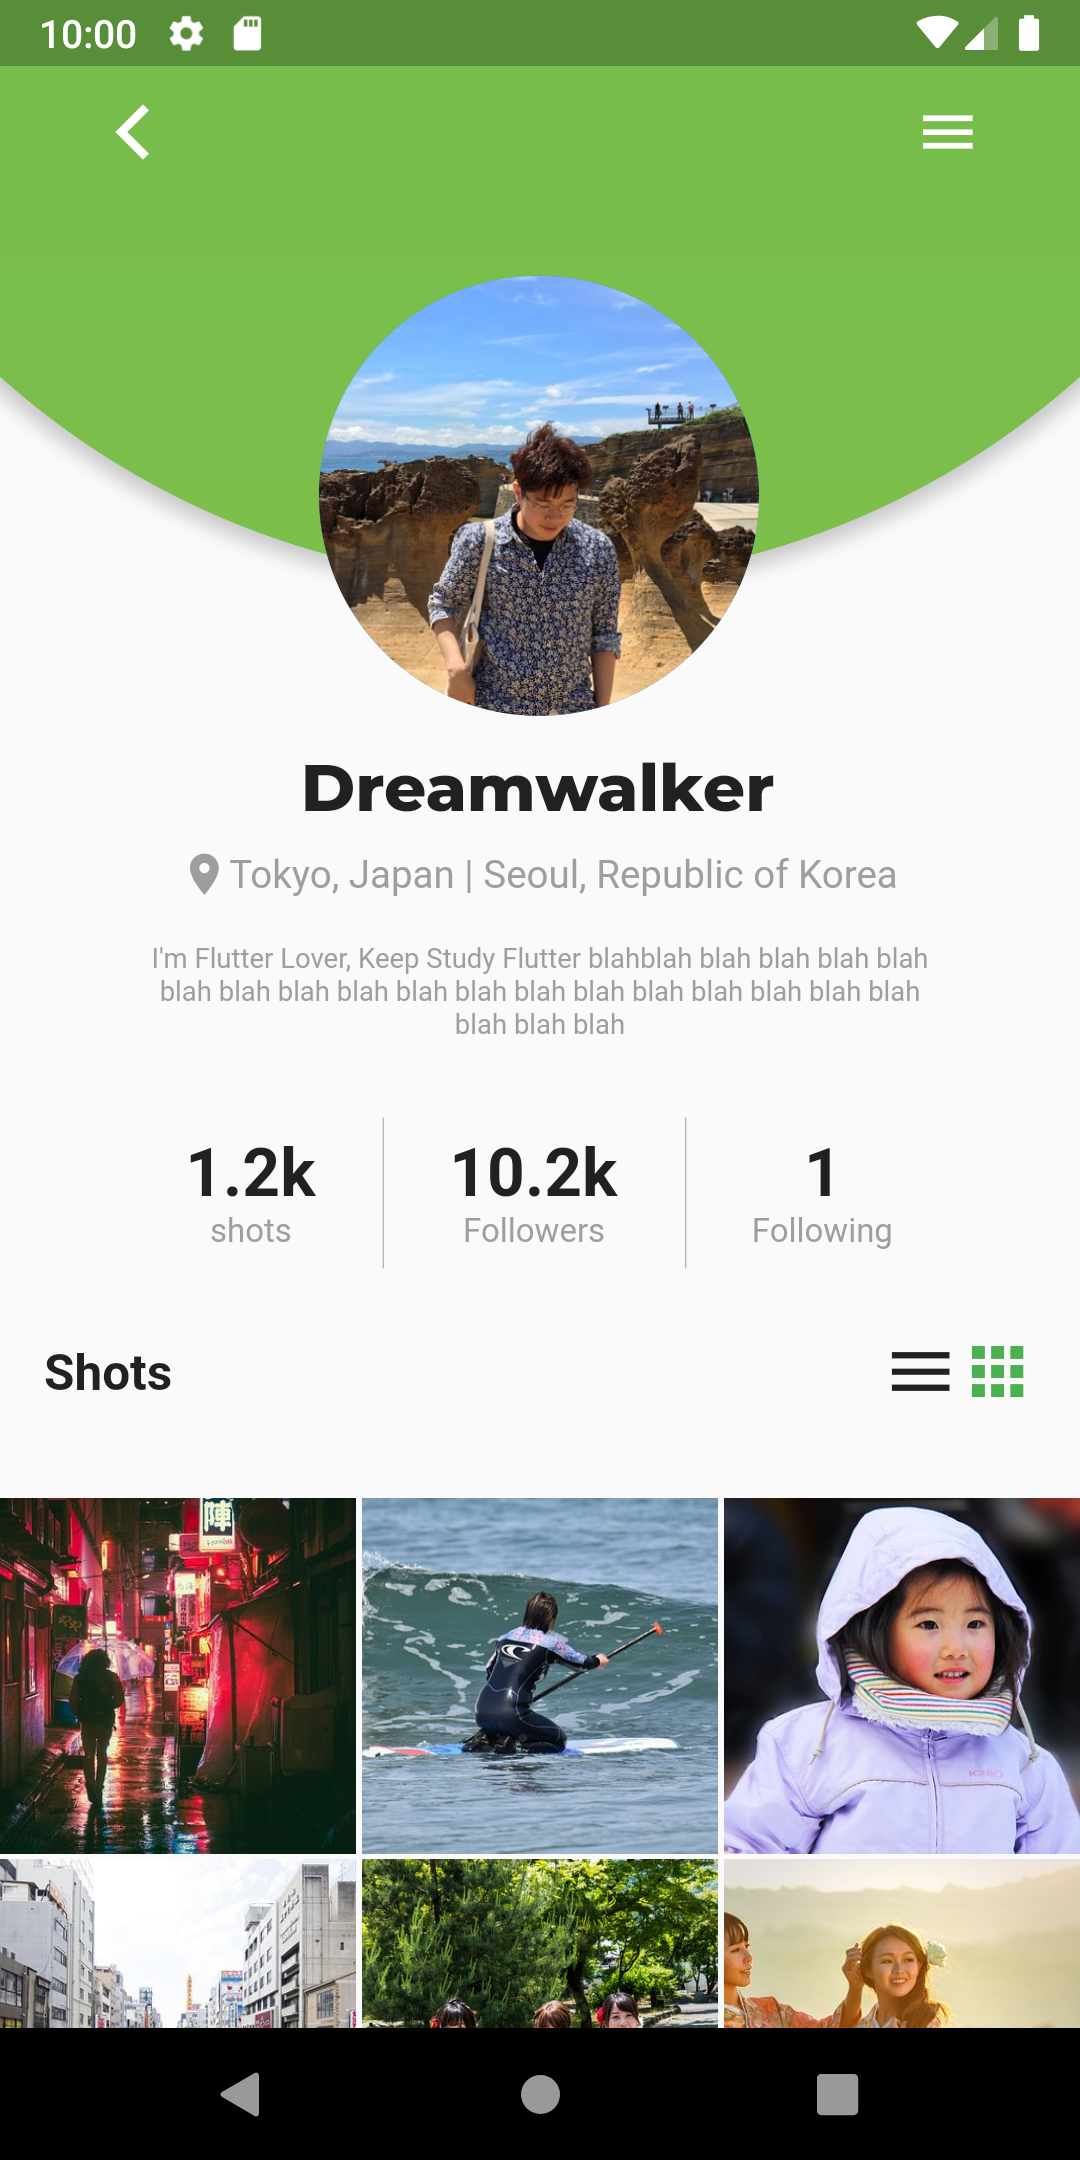 10:00
Dreamwalker
Tokyo, Japan | Seoul, Republic of Korea
I'm Flutter Lover, Keep Study Flutter blahblah blah blah blah blah
blah blah blah blah blah blah blah blah blah blah blah blah blah
blah blah blah
1.2k
10.2k
1
shots
Followers
Following
Shots
陣